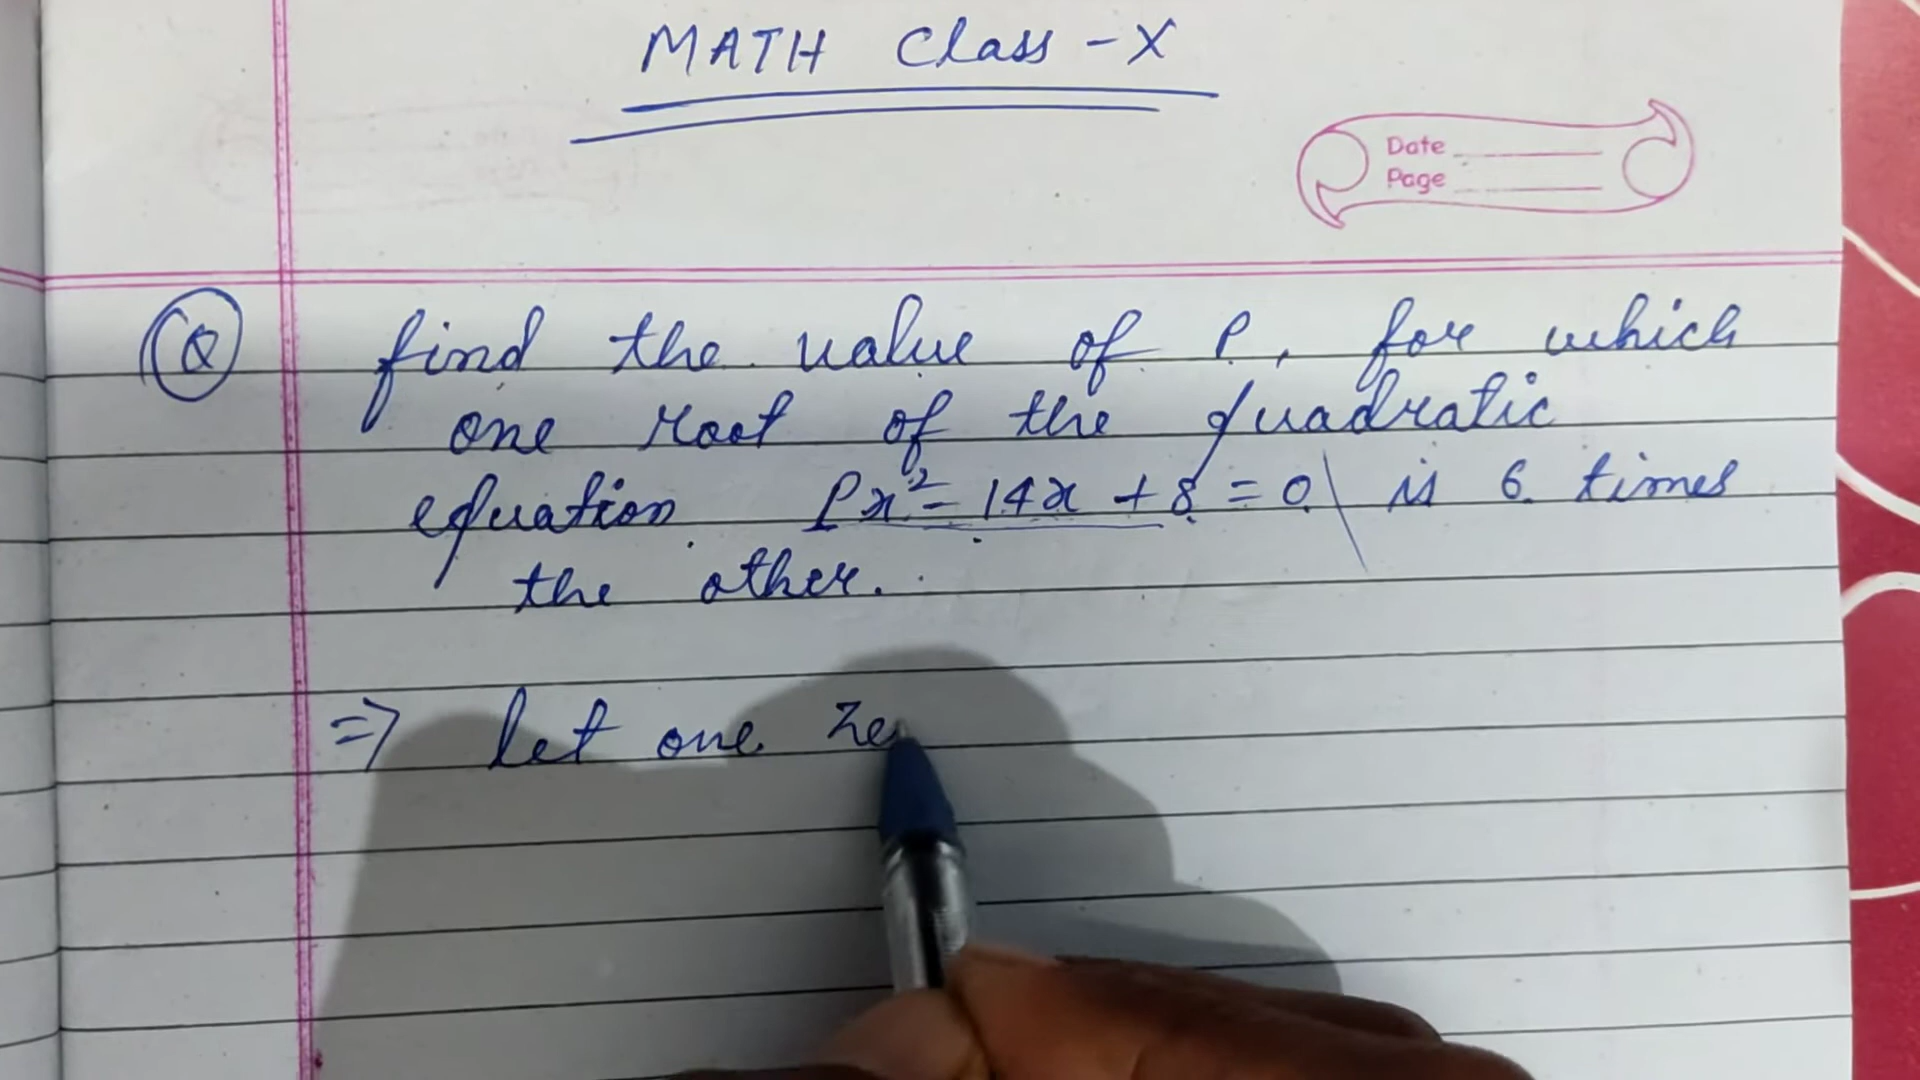 MATH Class - X
Date
Page
Q find the value of P, for which
one root of the quadratic
equation Px² - 14x + 8 = 0 is 6 times
the other.
⇒ let one ze